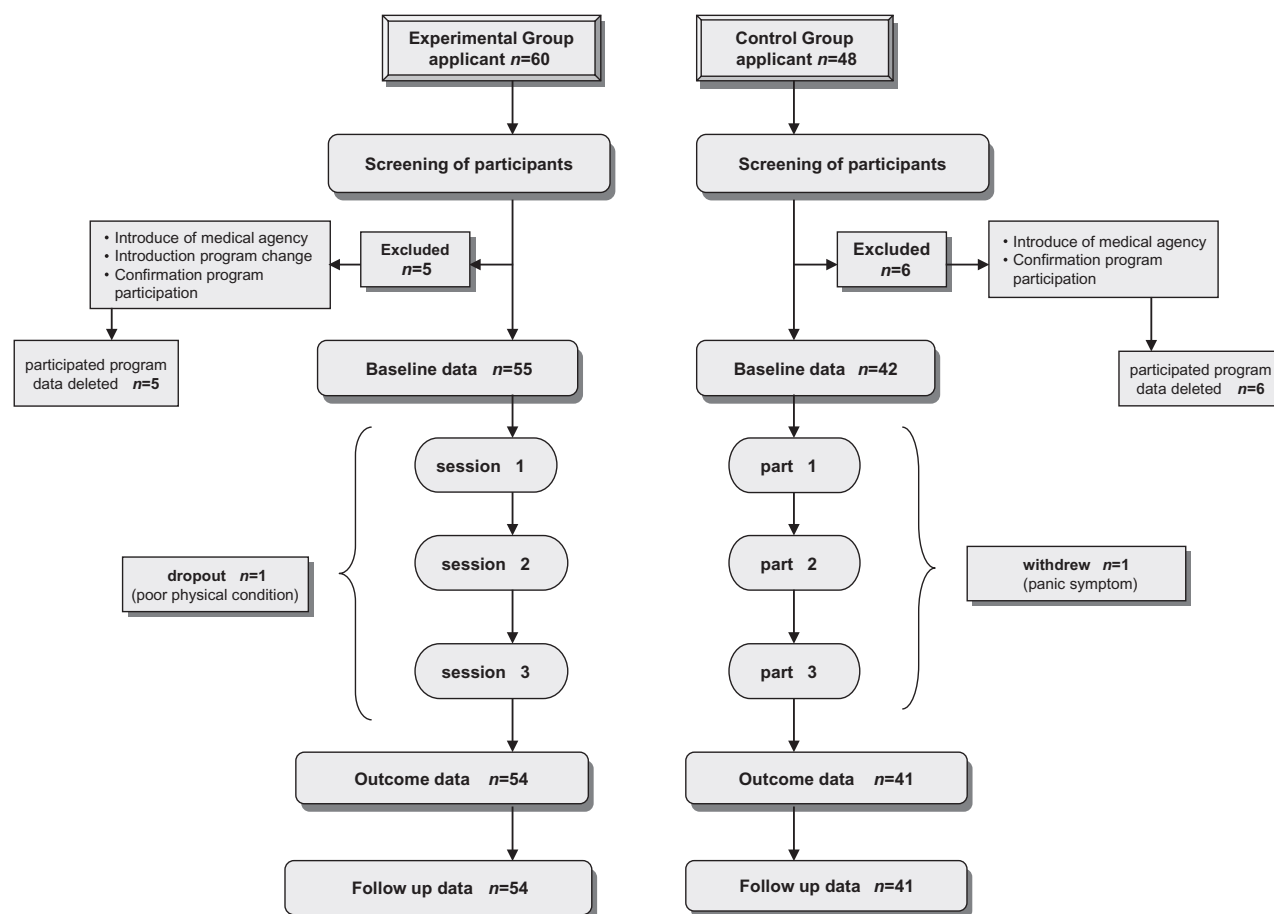 Experimental Group
applicant n=60
Control Group
applicant n=48
Screening of participants
Screening of participants
• Introduce of medical agency
• Introduction program change
• Confirmation program
participation
Excluded
n=5
Excluded
n=6
• Introduce of medical agency
• Confirmation program
participation
participated program
data deleted n=5
Baseline data n=55
Baseline data n=42
participated program
data deleted n=6
session 1
part 1
dropout n=1
(poor physical condition)
session 2
part 2
withdrew n=1
(panic symptom)
session 3
part 3
Outcome data n=54
Outcome data n=41
Follow up data n=54
Follow up data n=41